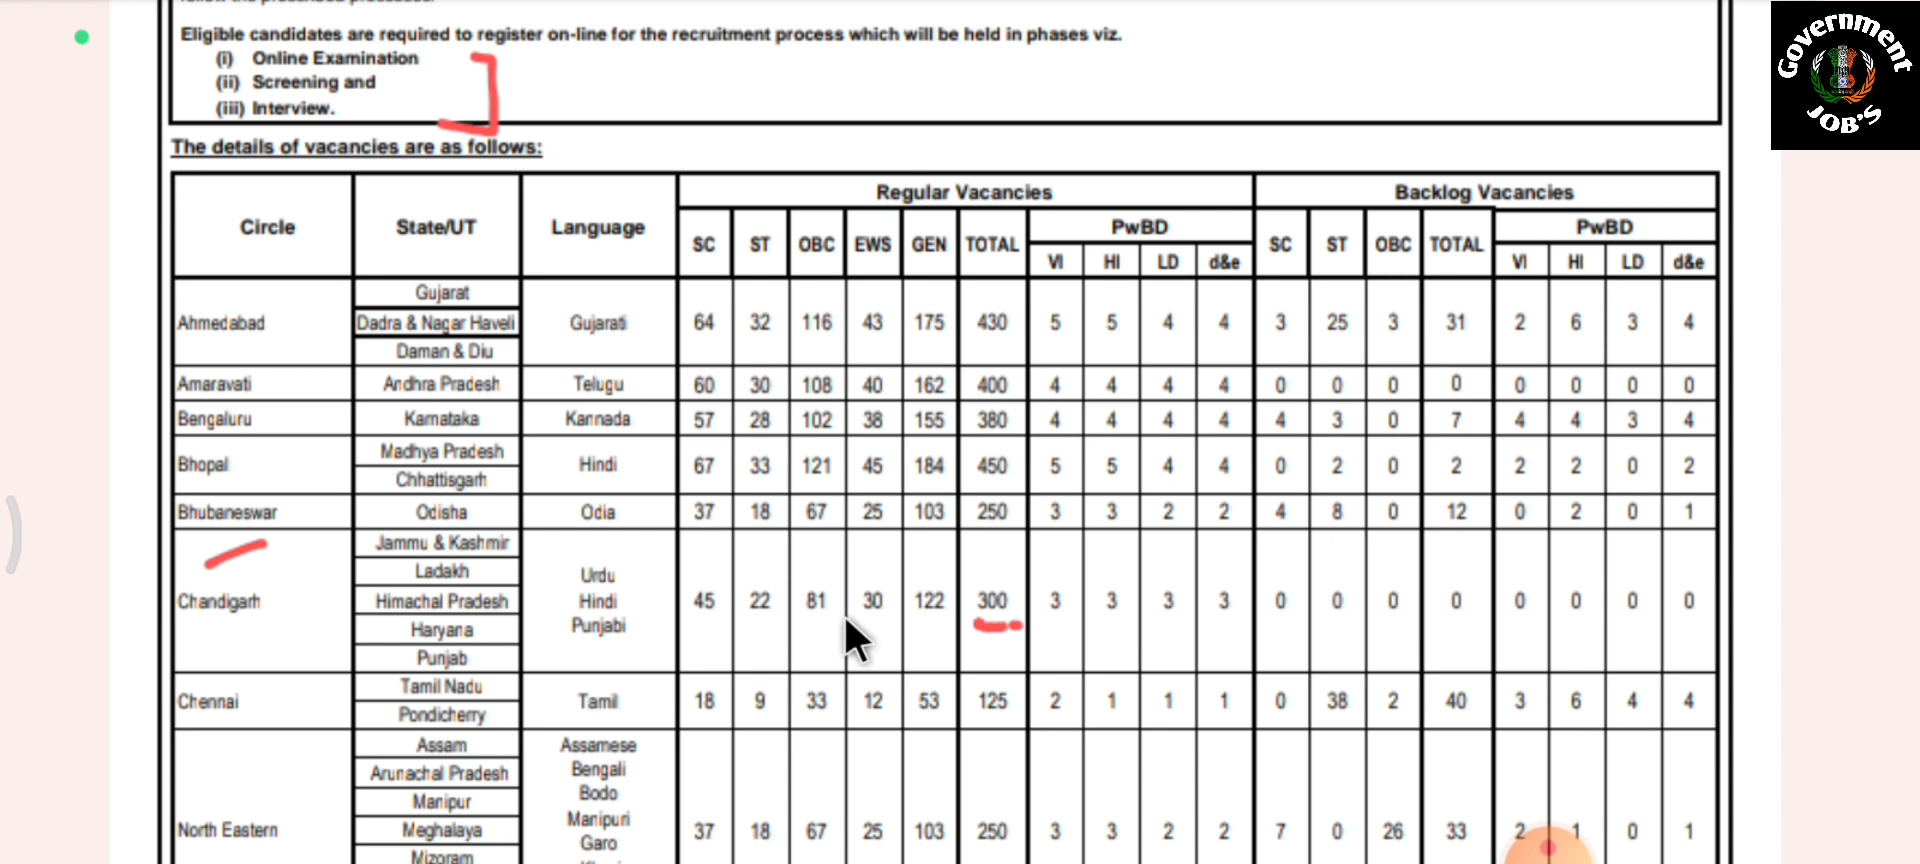 Eligible candidates are required to register on-line for the recruitment process which will be held in phases viz.
(i) Online Examination
(ii) Screening and
(iii) Interview.
The details of vacancies are as follows:
Circle State/UT Language Regular Vacancies Backlog Vacancies
SC ST OBC EWS GEN TOTAL PwBD SC ST OBC TOTAL PwBD
VI HI LD d&e VI HI LD d&e
Ahmedabad Gujarat Dadra & Nagar Haveli Daman & Diu Gujarati 64 32 116 43 175 430 5 5 4 4 3 25 3 31 2 6 3 4
Amaravati Andhra Pradesh Telugu 60 30 108 40 162 400 4 4 4 4 0 0 0 0 0 0 0 0
Bengaluru Karnataka Kannada 57 28 102 38 155 380 4 4 4 4 4 3 0 7 4 4 3 4
Bhopal Madhya Pradesh Chhattisgarh Hindi 67 33 121 45 184 450 5 5 4 4 0 2 0 2 2 2 0 2
Bhubaneswar Odisha Odia 37 18 67 25 103 250 3 3 2 2 4 8 0 12 0 2 0 1
Chandigarh Jammu & Kashmir Ladakh Himachal Pradesh Haryana Punjab Urdu Hindi Punjabi 45 22 81 30 122 300 3 3 3 3 0 0 0 0 0 0 0 0
Chennai Tamil Nadu Pondicherry Tamil 18 9 33 12 53 125 2 1 1 1 0 38 2 40 3 6 4 4
North Eastern Assam Arunachal Pradesh Manipur Meghalaya Mizoram Assamese Bengali Bodo Manipuri Garo 37 18 67 25 103 250 3 3 2 2 7 0 26 33 2 1 0 1
Government
JOB'S